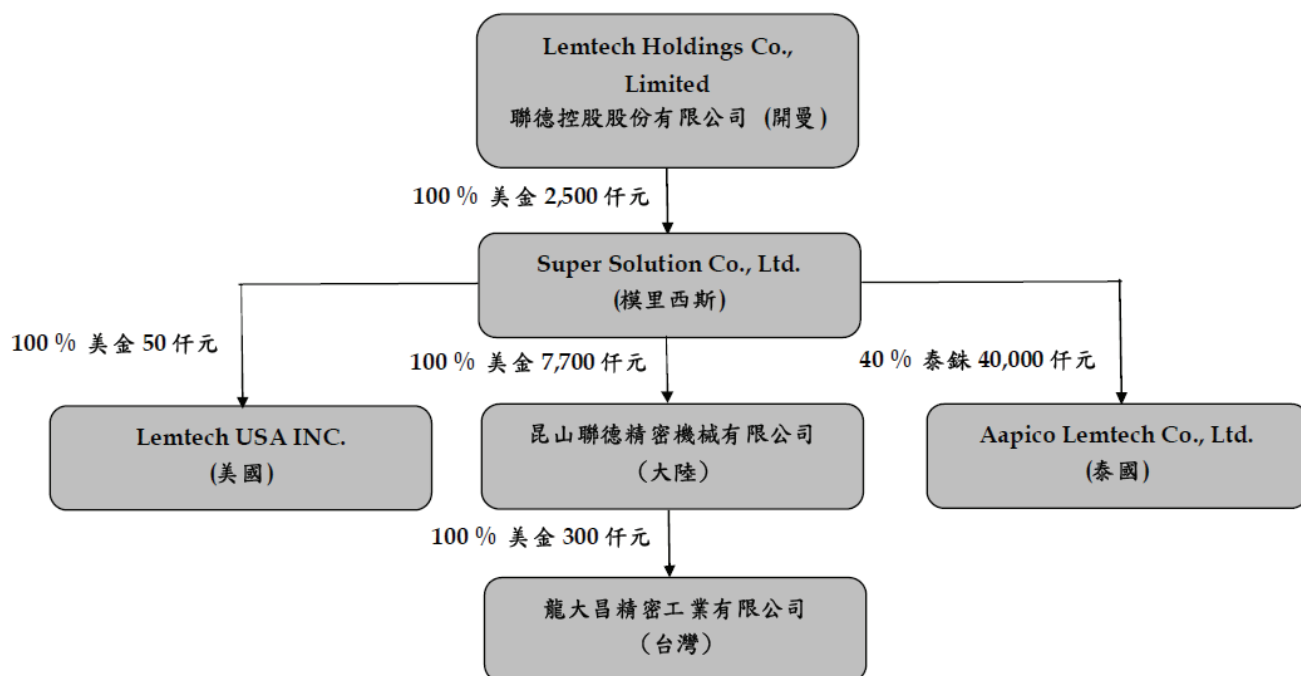 Lemtech Holdings Co.,
Limited
聯德控股股份有限公司 (開曼)
100 % 美金 2,500 仟元
Super Solution Co., Ltd.
(模里西斯)
100 % 美金 50 仟元
100 % 美金 7,700 仟元
40 % 泰銖 40,000 仟元
Lemtech USA INC.
(美國)
昆山聯德精密機械有限公司
（大陸）
Aapico Lemtech Co., Ltd.
(泰國)
100 % 美金 300 仟元
龍大昌精密工業有限公司
（台灣）